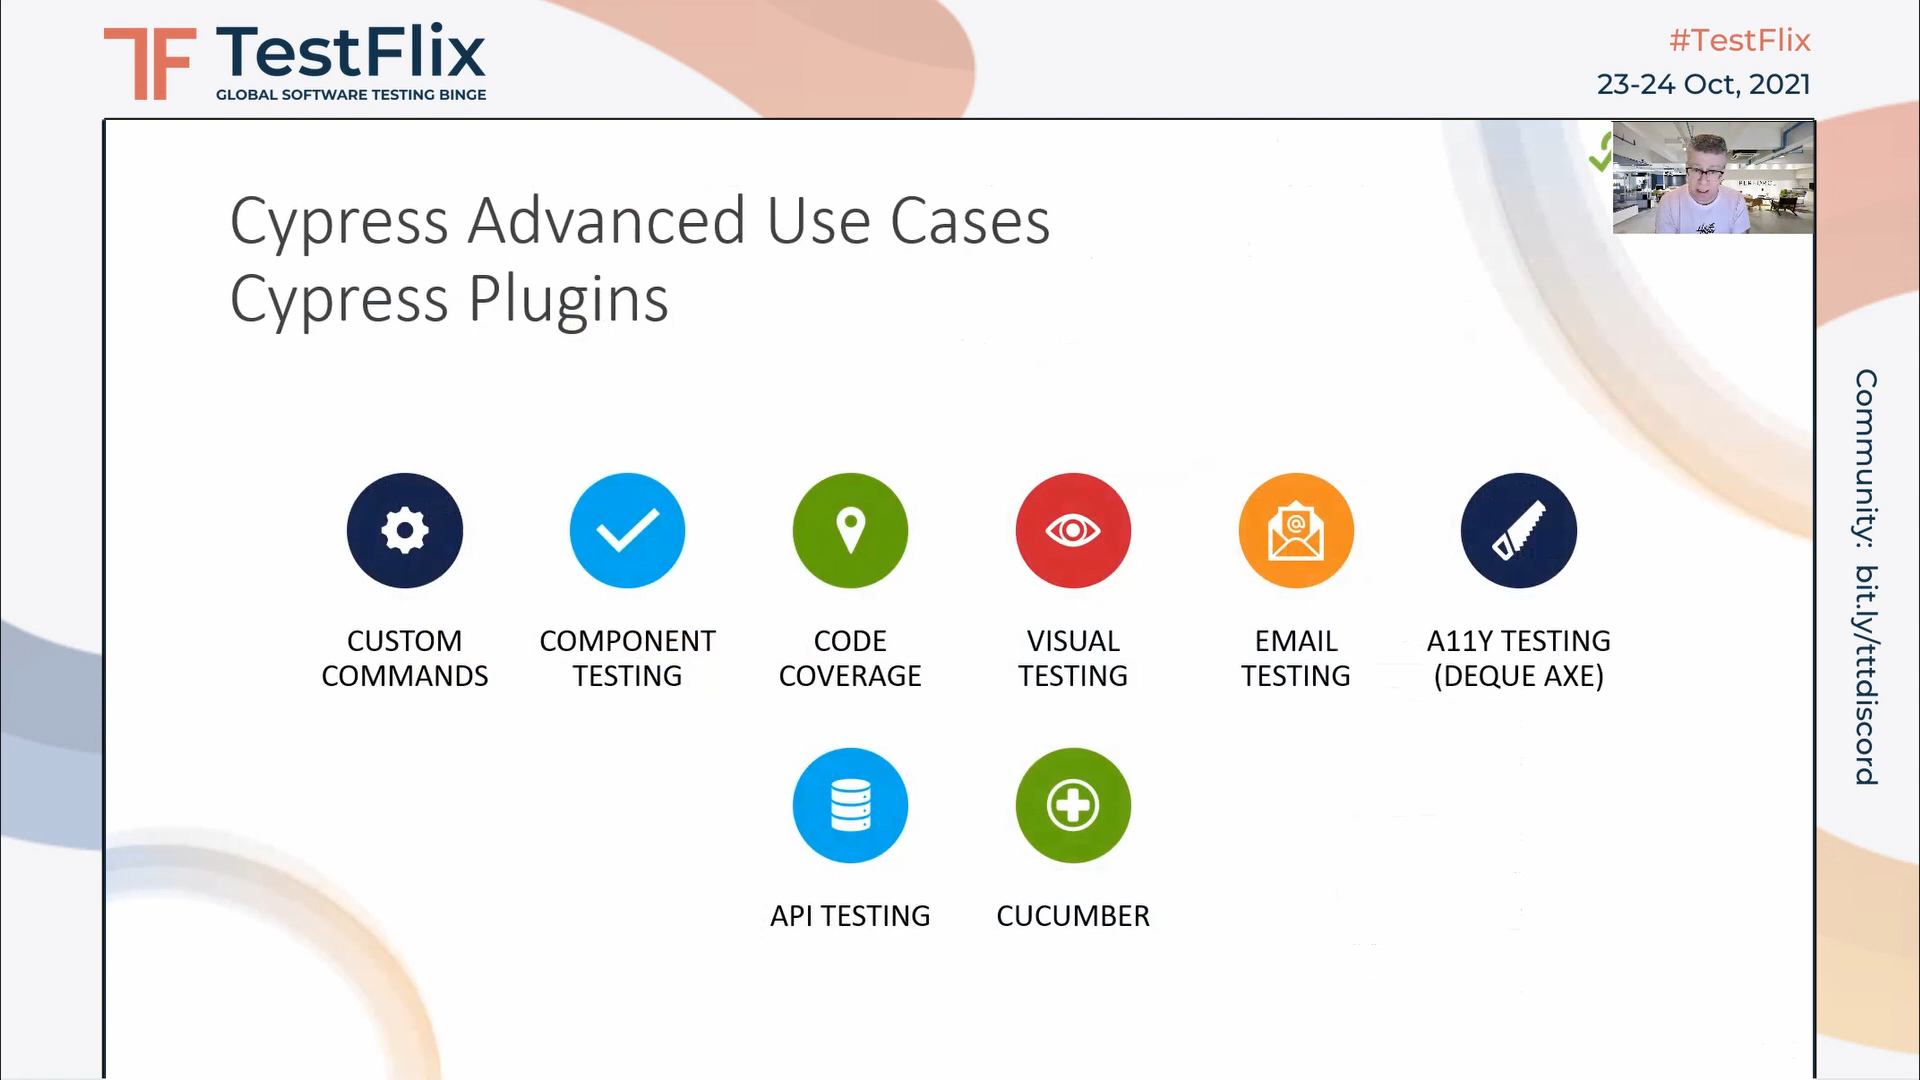 TF TestFlix
GLOBAL SOFTWARE TESTING BINGE
#TestFlix
23-24 Oct, 2021
Cypress Advanced Use Cases
Cypress Plugins
CUSTOM
COMMANDS
COMPONENT
TESTING
CODE
COVERAGE
VISUAL
TESTING
EMAIL
TESTING
A11Y TESTING
(DEQUE AXE)
API TESTING
CUCUMBER
Community: bit.ly/tttdiscord